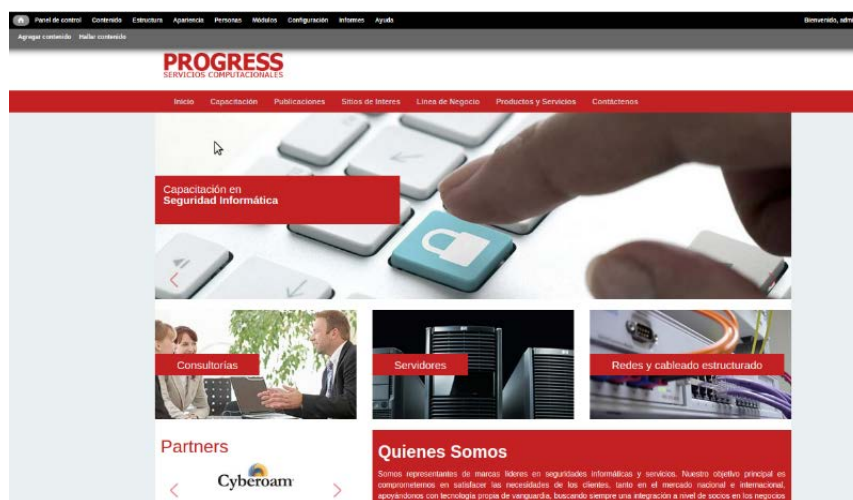 Panel de control Contenido Estructura Apariencia Personas Módulos Configuración Informes Ayuda
Bienvenido, admi
Agregar contenido Hallar contenido
PROGRESS
SERVICIOS COMPUTACIONALES
Inicio Capacitación Publicaciones Sitios de Interes Línea de Negocio Productos y Servicios Contáctenos
Capacitación en
Seguridad Informática
Consultorías
Servidores
Redes y cableado estructurado
Partners
Cyberoam
Quienes Somos
Somos representantes de marcas líderes en seguridades informáticas y servicios. Nuestro objetivo principal es
comprometernos en satisfacer las necesidades de los clientes, tanto en el mercado nacional e internacional,
apoyándonos con tecnología propia de vanguardia, buscando siempre una integración a nivel de socios en los negocios